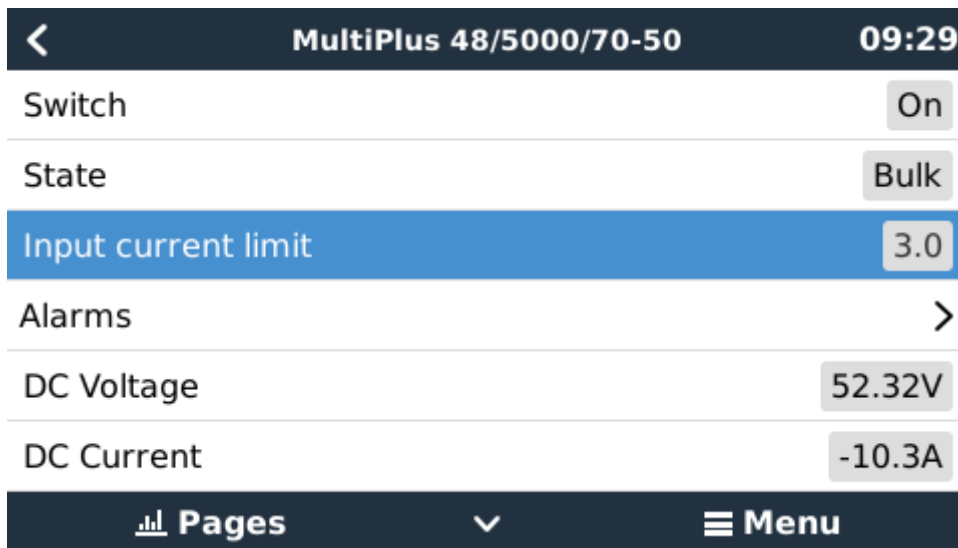 MultiPlus 48/5000/70-50 09:29
Switch On
State Bulk
Input current limit 3.0
Alarms
DC Voltage 52.32V
DC Current -10.3A
Pages Menu